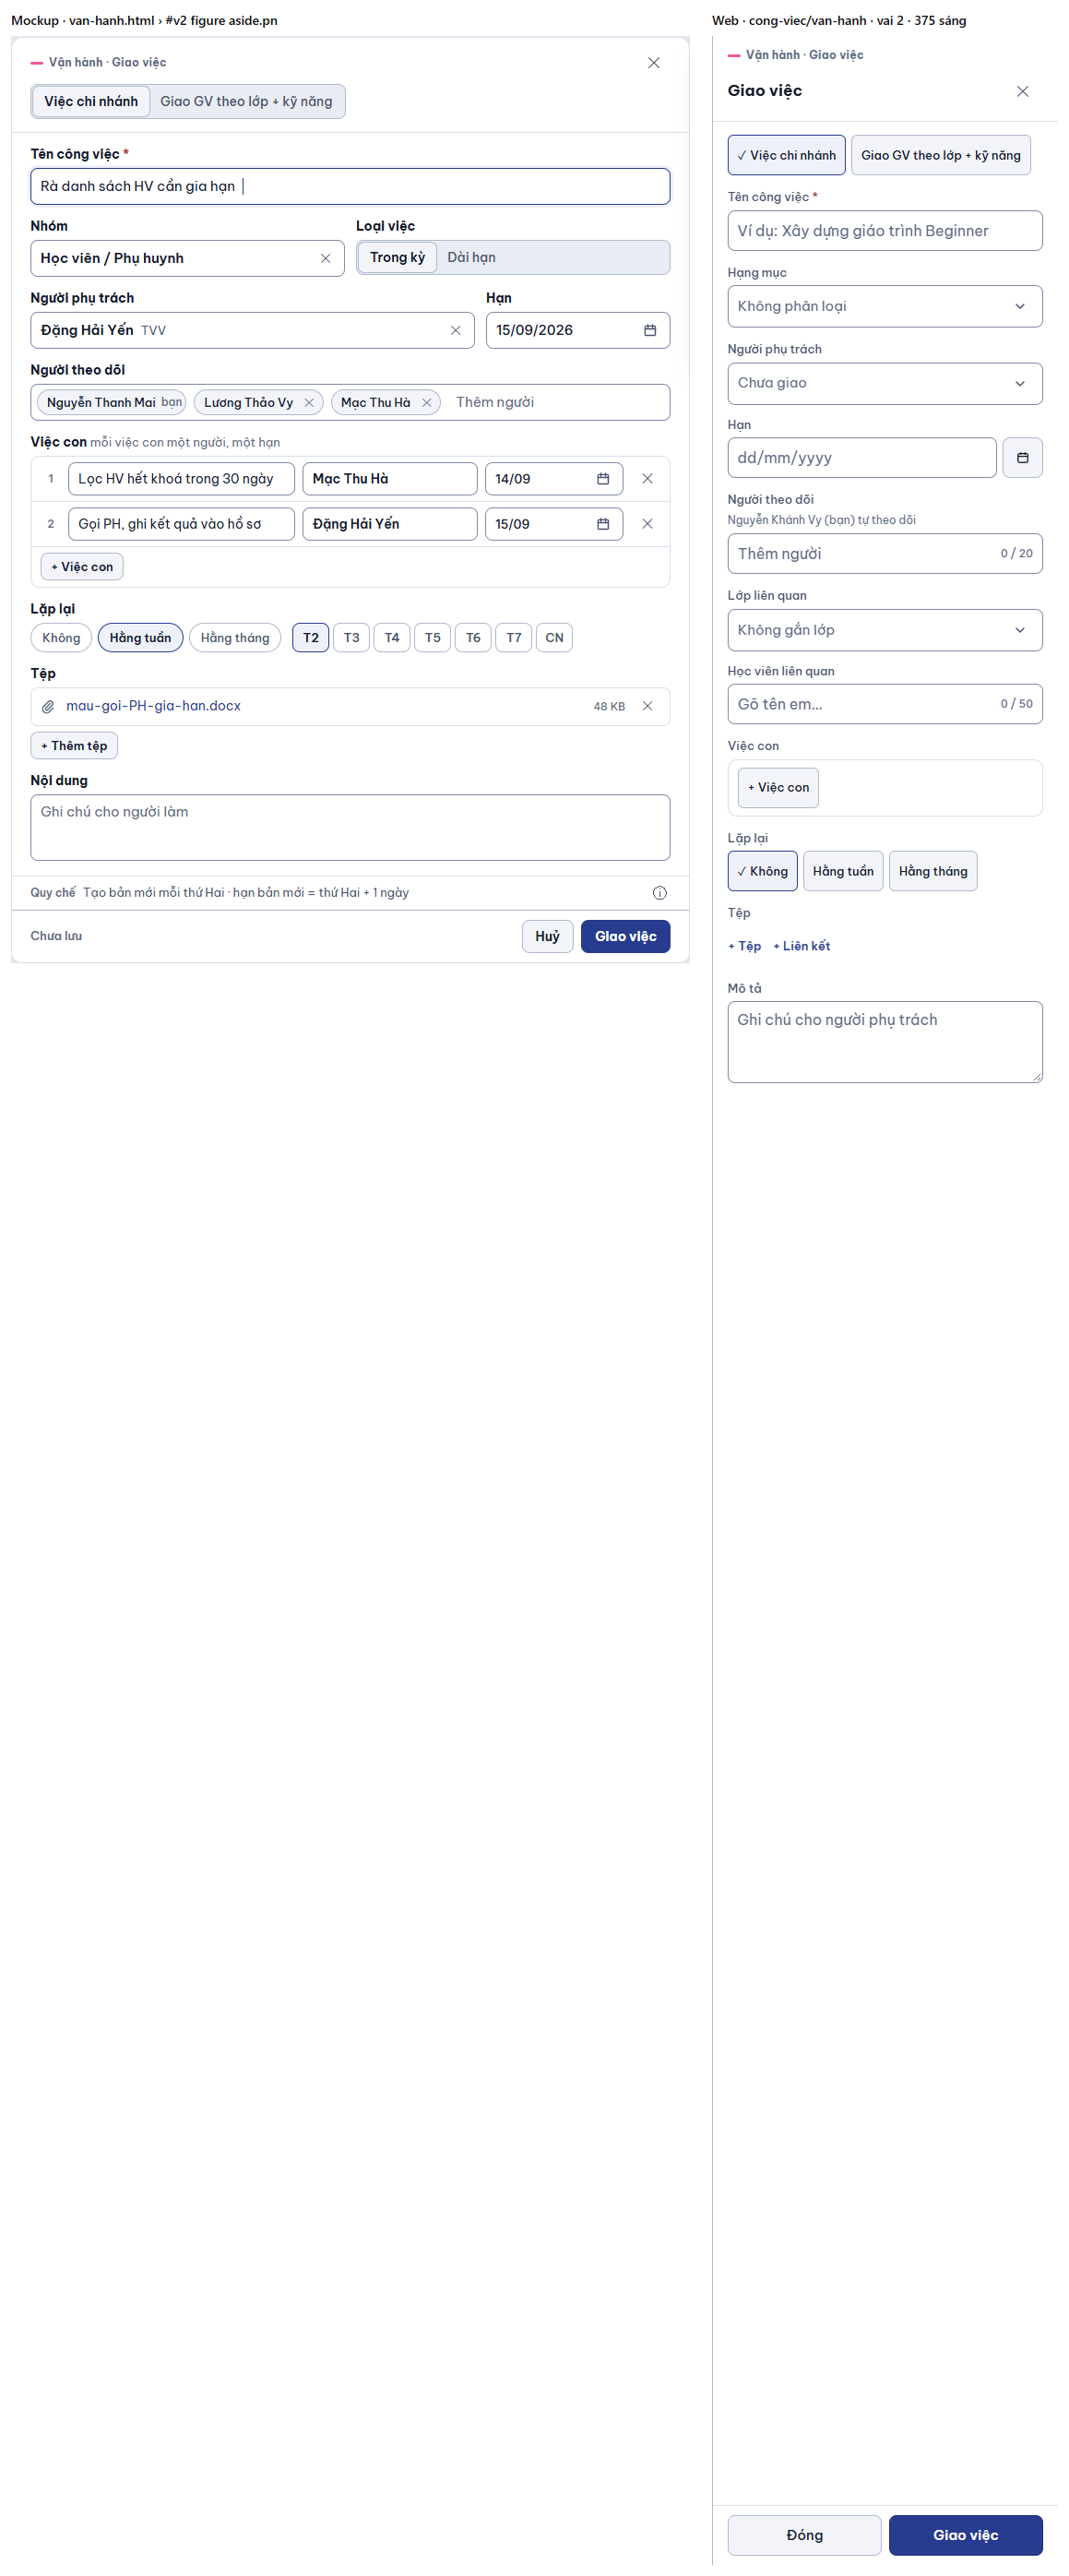 Mockup · van-hanh.html › #v2 figure aside.pn
Vận hành · Giao việc
Việc chi nhánh Giao GV theo lớp + kỹ năng
Tên công việc *
Rà danh sách HV cần gia hạn
Nhóm Loại việc
Học viên / Phụ huynh Trong kỳ Dài hạn
Người phụ trách Hạn
Đặng Hải Yến TVV 15/09/2026
Người theo dõi
Nguyễn Thanh Mai bạn Lương Thảo Vy Mạc Thu Hà Thêm người
Việc con mỗi việc con một người, một hạn
1 Lọc HV hết khoá trong 30 ngày Mạc Thu Hà 14/09
2 Gọi PH, ghi kết quả vào hồ sơ Đặng Hải Yến 15/09
+ Việc con
Lặp lại
Không Hằng tuần Hằng tháng T2 T3 T4 T5 T6 T7 CN
Tệp
mau-goi-PH-gia-han.docx 48 KB
+ Thêm tệp
Nội dung
Ghi chú cho người làm
Quy chế Tạo bản mới mỗi thứ Hai · hạn bản mới = thứ Hai + 1 ngày
Chưa lưu Huỷ Giao việc
Web · cong-viec/van-hanh · vai 2 · 375 sáng
Vận hành · Giao việc
Giao việc
✓ Việc chi nhánh Giao GV theo lớp + kỹ năng
Tên công việc *
Ví dụ: Xây dựng giáo trình Beginner
Hạng mục
Không phân loại
Người phụ trách
Chưa giao
Hạn
dd/mm/yyyy
Người theo dõi
Nguyễn Khánh Vy (bạn) tự theo dõi
Thêm người 0 / 20
Lớp liên quan
Không gắn lớp
Học viên liên quan
Gõ tên em... 0 / 50
Việc con
+ Việc con
Lặp lại
✓ Không Hằng tuần Hằng tháng
Tệp
+ Tệp + Liên kết
Mô tả
Ghi chú cho người phụ trách
Đóng Giao việc